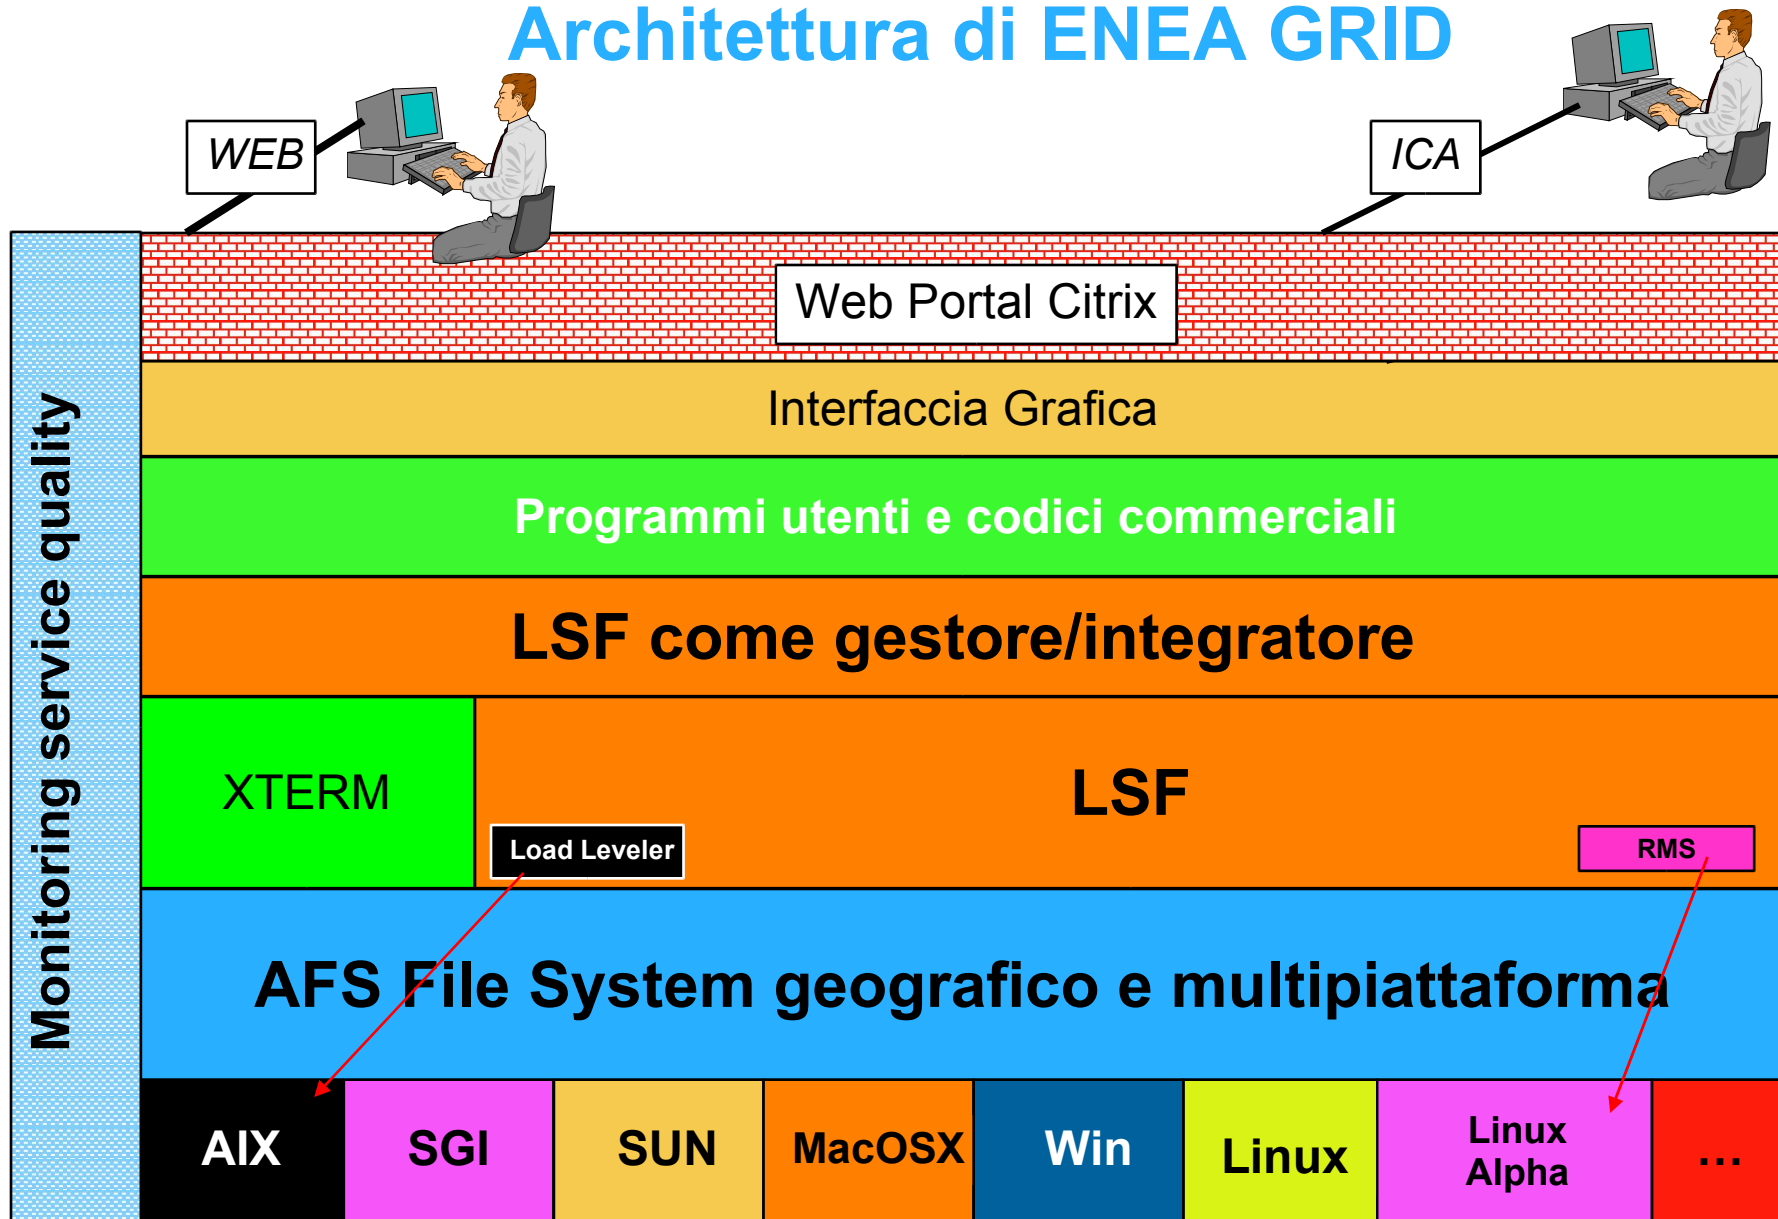 Architettura di ENEA GRID
WEB
ICA
Web Portal Citrix
Interfaccia Grafica
Programmi utenti e codici commerciali
LSF come gestore/integratore
XTERM
LSF
Load Leveler
RMS
AFS File System geografico e multipiattaforma
AIX
SGI
SUN
MacOSX
Win
Linux
Linux
Alpha
...
Monitoring service quality